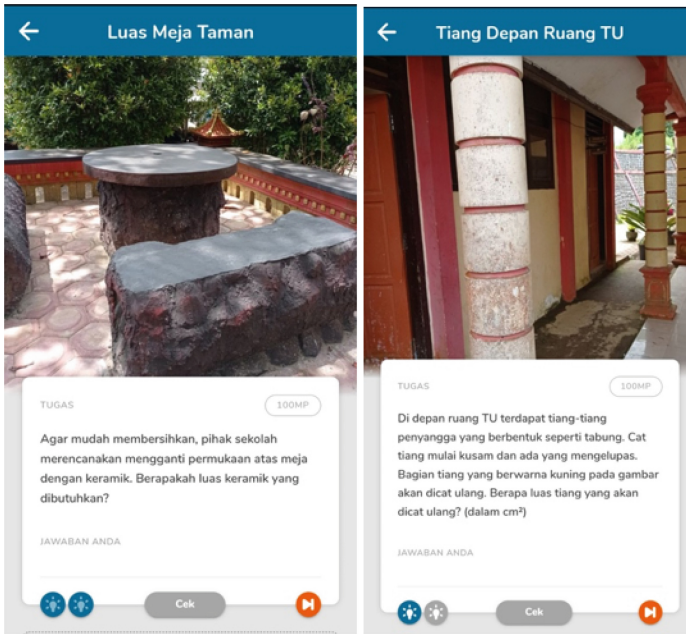 Luas Meja Taman
TUGAS
100MP
Agar mudah membersihkan, pihak sekolah
merencanakan mengganti permukaan atas meja
dengan keramik. Berapakah luas keramik yang
dibutuhkan?
JAWABAN ANDA
Cek
Tiang Depan Ruang TU
TUGAS
100MP
Di depan ruang TU terdapat tiang-tiang
penyangga yang berbentuk seperti tabung. Cat
tiang mulai kusam dan ada yang mengelupas.
Bagian tiang yang berwarna kuning pada gambar
akan dicat ulang. Berapa luas tiang yang akan
dicat ulang? (dalam cm²)
JAWABAN ANDA
Cek